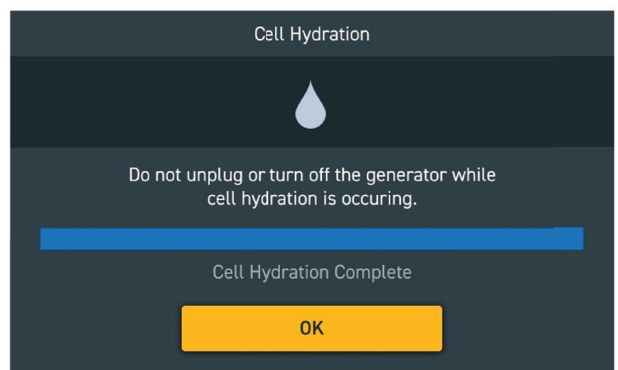 Cell Hydration
Do not unplug or turn off the generator while
cell hydration is occuring.
Cell Hydration Complete
OK